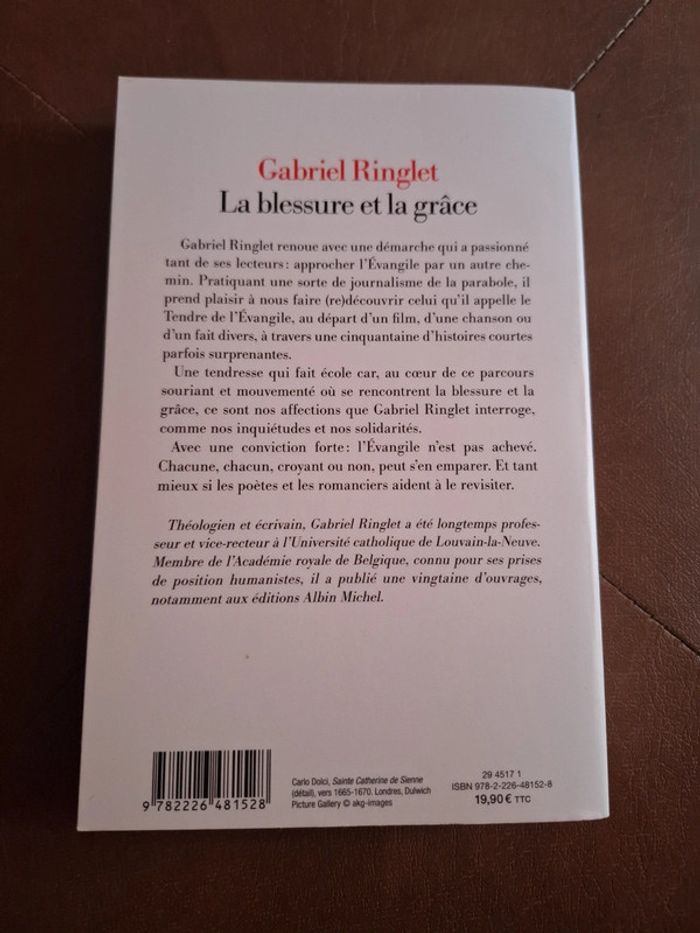 Gabriel Ringlet
La blessure et la grâce
Gabriel Ringlet renoue avec une démarche qui a passionné
tant de ses lecteurs : approcher l'Évangile par un autre che-
min. Pratiquant une sorte de journalisme de la parabole, il
prend plaisir à nous faire (re)découvrir celui qu'il appelle le
Tendre de l'Évangile, au départ d'un film, d'une chanson ou
d'un fait divers, à travers une cinquantaine d'histoires courtes
parfois surprenantes.
Une tendresse qui fait école car, au cœur de ce parcours
souriant et mouvementé où se rencontrent la blessure et la
grâce, ce sont nos affections que Gabriel Ringlet interroge,
comme nos inquiétudes et nos solidarités.
Avec une conviction forte : l'Évangile n'est pas achevé.
Chacune, chacun, croyant ou non, peut s'en emparer. Et tant
mieux si les poètes et les romanciers aident à le revisiter.
Théologien et écrivain, Gabriel Ringlet a été longtemps profes-
seur et vice-recteur à l'Université catholique de Louvain-la-Neuve.
Membre de l'Académie royale de Belgique, connu pour ses prises
de position humanistes, il a publié une vingtaine d'ouvrages,
notamment aux éditions Albin Michel.
9 782226 481528
Carlo Dolci, Sainte Catherine de Sienne
(détail), vers 1665-1670. Londres, Dulwich
Picture Gallery © akg-images
29 4517 1
ISBN 978-2-226-48152-8
19,90 € TTC